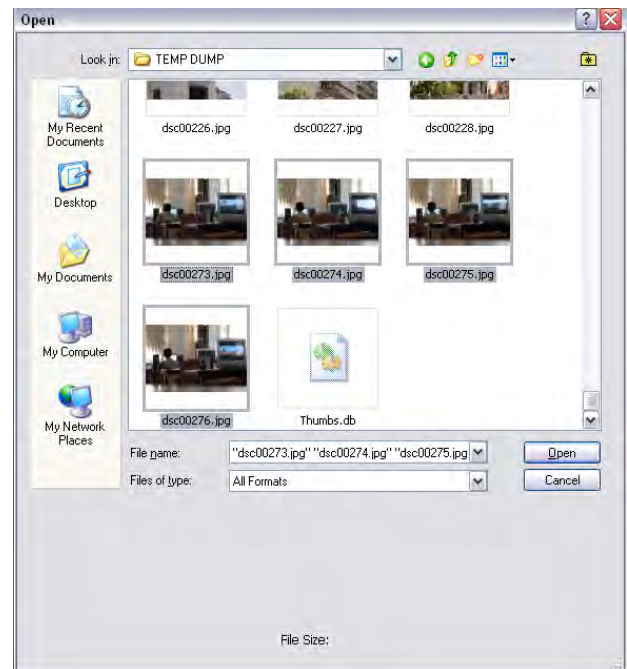 Open
Look in:
TEMP DUMP
My Recent
Documents
Desktop
My Documents
My Computer
My Network
Places
dsc00226.jpg
dsc00227.jpg
dsc00228.jpg
dsc00273.jpg
dsc00274.jpg
dsc00275.jpg
dsc00276.jpg
Thumbs.db
File name:
"dsc00273.jpg" "dsc00274.jpg" "dsc00275.jpg
Open
Files of type:
All Formats
Cancel
File Size: